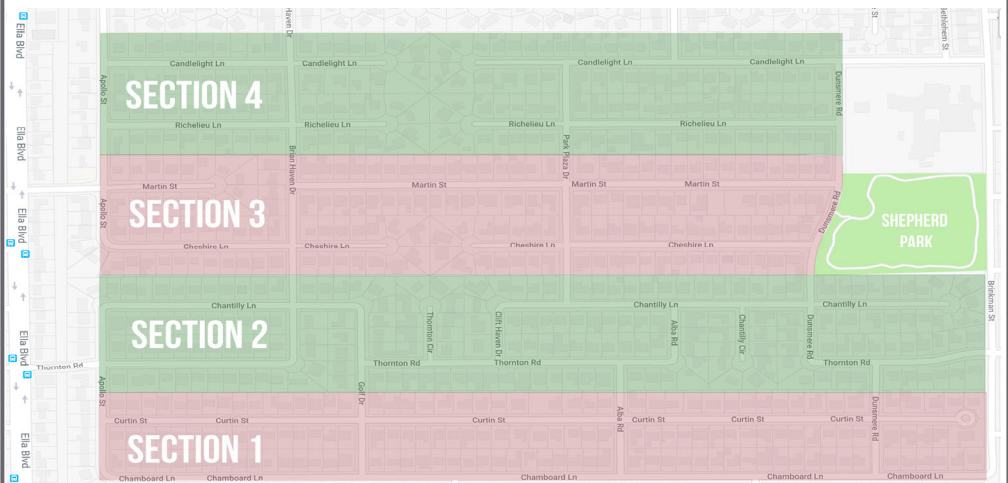 Ella Blvd
Haven Dr
St
Bethlehem St
Candlelight Ln
Candlelight Ln
Candlelight Ln
Candlelight Ln
Apollo St
SECTION 4
Dunsmere Rd
Ella Blvd
Richelieu Ln
Richelieu Ln
Richelieu Ln
Richelieu Ln
Brian Haven Dr
Park Plaza Dr
Martin St
Martin St
Martin St
Martin St
Apollo St
SECTION 3
Dunsmere Rd
SHEPHERD
PARK
Ella Blvd
Cheshire Ln
Cheshire Ln
Cheshire Ln
Cheshire Ln
Brinkman St
Chantilly Ln
Chantilly Ln
Chantilly Ln
SECTION 2
Thornton Cir
Clift Haven Dr
Alba Rd
Chantilly Cir
Dunsmere Rd
Ella Blvd
Thornton Rd
Thornton Rd
Thornton Rd
Thornton Rd
Apollo St
Golf Dr
Alba Rd
Dunsmere Rd
Curtin St
Curtin St
Curtin St
Curtin St
Curtin St
Curtin St
SECTION 1
Ella Blvd
Chamboard Ln
Chamboard Ln
Chamboard Ln
Chamboard Ln
Chamboard Ln